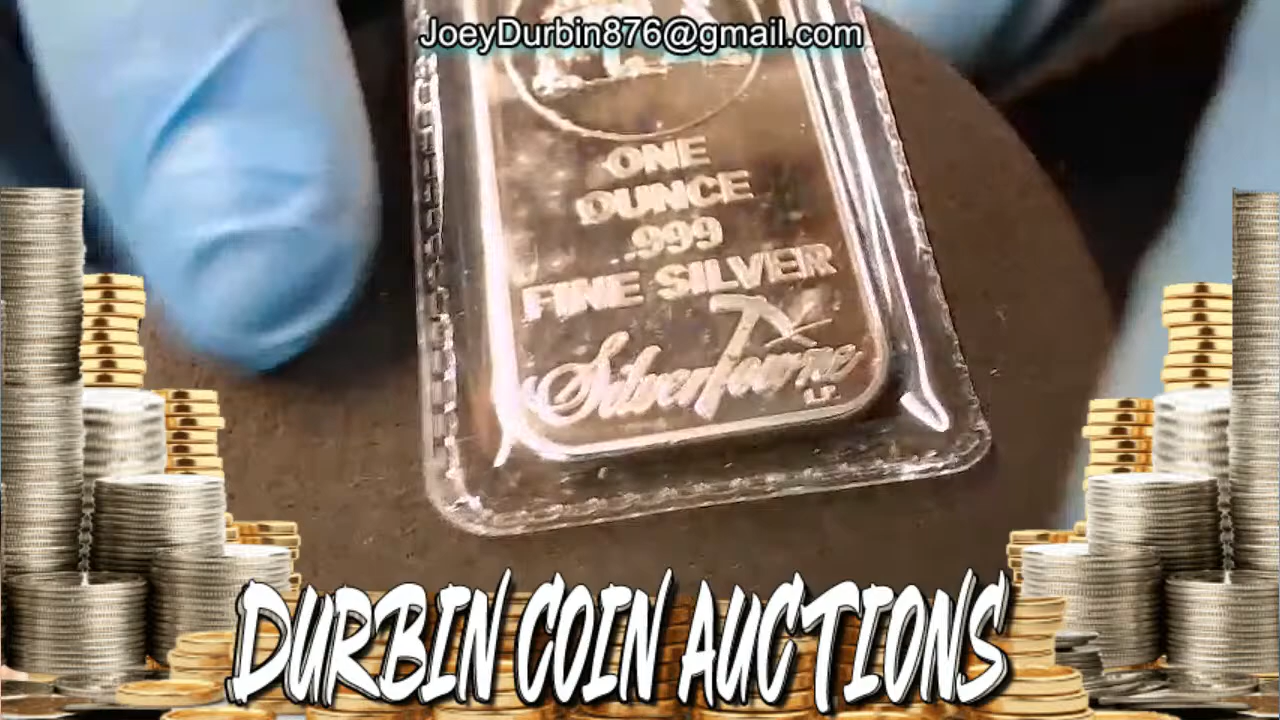 JoeyDurbin876@gmail.com
ONE
OUNCE
.999
FINE SILVER
SilverTowne
L.P.
DURBIN COIN AUCTIONS